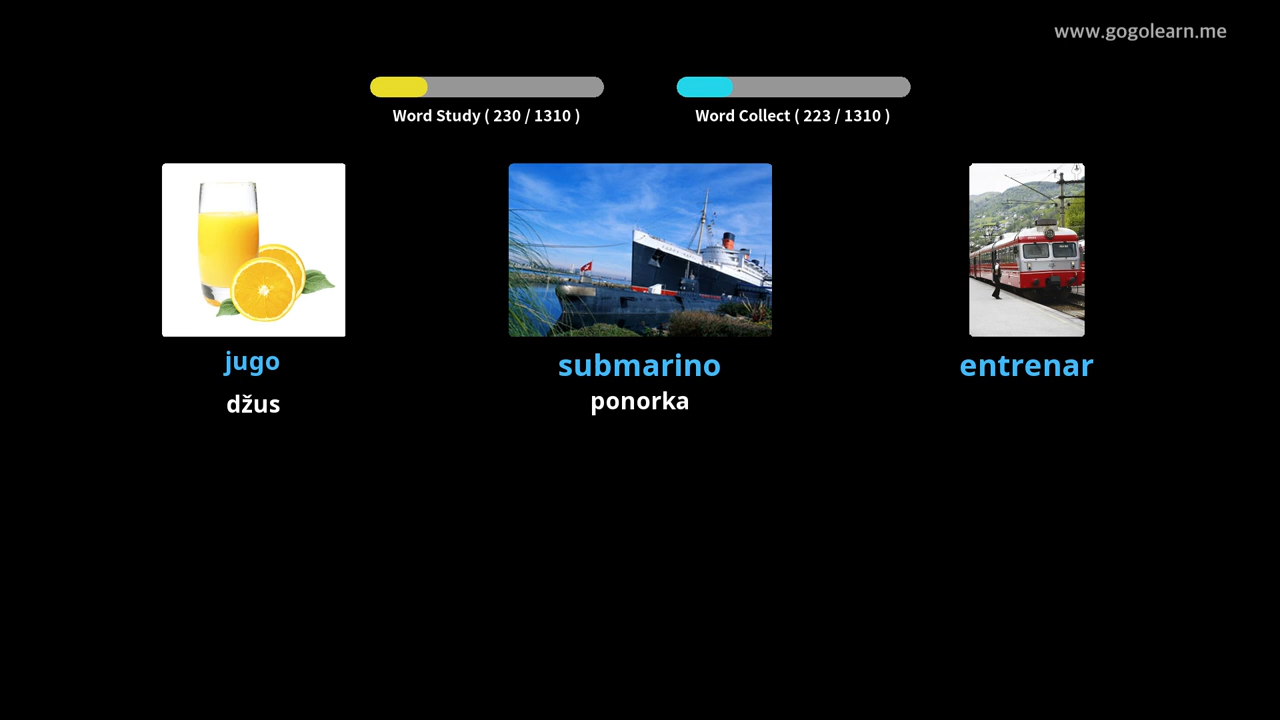 www.gogolearn.me
Word Study ( 230 / 1310 )
Word Collect ( 223 / 1310 )
jugo
submarino
entrenar
džus
ponorka